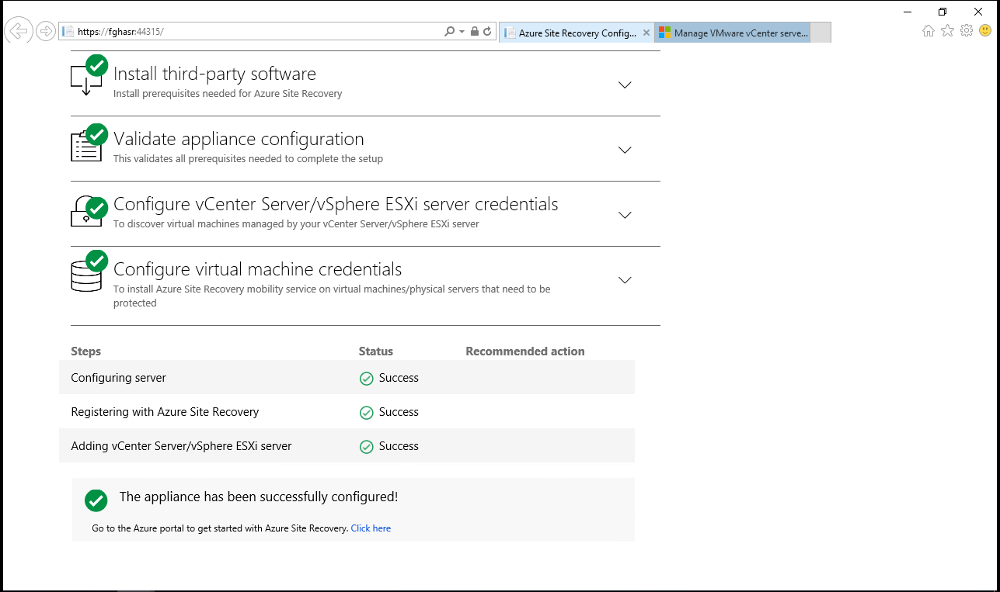 https://fghasr:44315/
Azure Site Recovery Config...
Manage VMware vCenter serve...
Install third-party software
Install prerequisites needed for Azure Site Recovery
Validate appliance configuration
This validates all prerequisites needed to complete the setup
Configure vCenter Server/vSphere ESXi server credentials
To discover virtual machines managed by your vCenter Server/vSphere ESXi server
Configure virtual machine credentials
To install Azure Site Recovery mobility service on virtual machines/physical servers that need to be
protected
Steps Status Recommended action
Configuring server Success
Registering with Azure Site Recovery Success
Adding vCenter Server/vSphere ESXi server Success
The appliance has been successfully configured!
Go to the Azure portal to get started with Azure Site Recovery. Click here